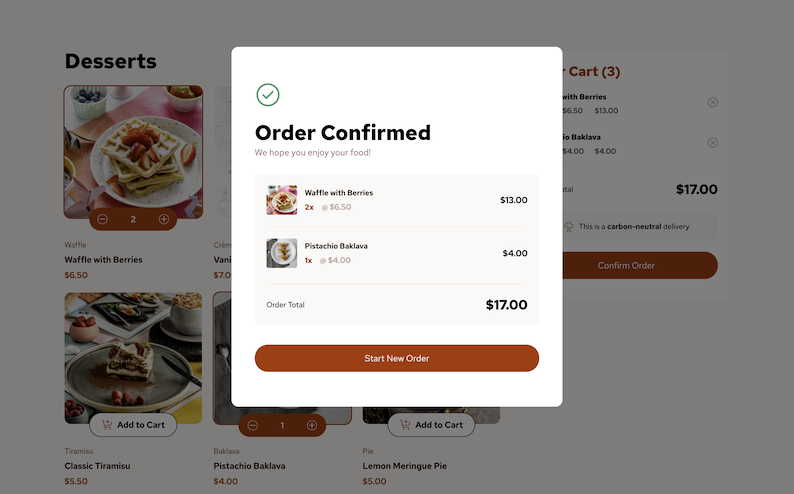 Desserts
2
Waffle
Waffle with Berries
$6.50
Crèm
Vani
$7.0
Add to Cart
Tiramisu
Classic Tiramisu
$5.50
1
Baklava
Pistachio Baklava
$4.00
Add to Cart
Pie
Lemon Meringue Pie
$5.00
Order Confirmed
We hope you enjoy your food!
Waffle with Berries
2x @ $6.50
$13.00
Pistachio Baklava
1x @ $4.00
$4.00
Order Total
$17.00
Start New Order
r Cart (3)
with Berries
$6.50 $13.00
io Baklava
$4.00 $4.00
otal
$17.00
This is a carbon-neutral delivery
Confirm Order